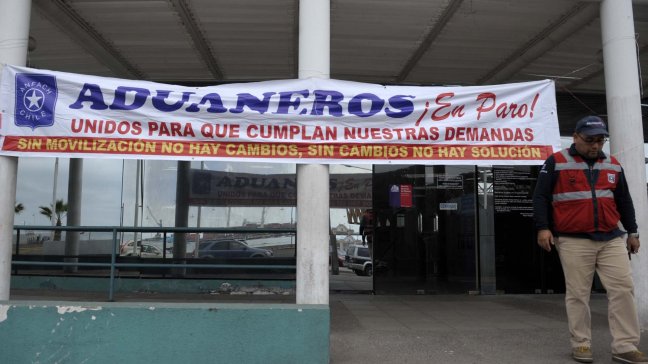 ANFACH
CHILE
ADUANEROS ¡En Paro!
UNIDOS PARA QUE CUMPLAN NUESTRAS DEMANDAS
SIN MOVILIZACIÓN NO HAY CAMBIOS, SIN CAMBIOS NO HAY SOLUCIÓN